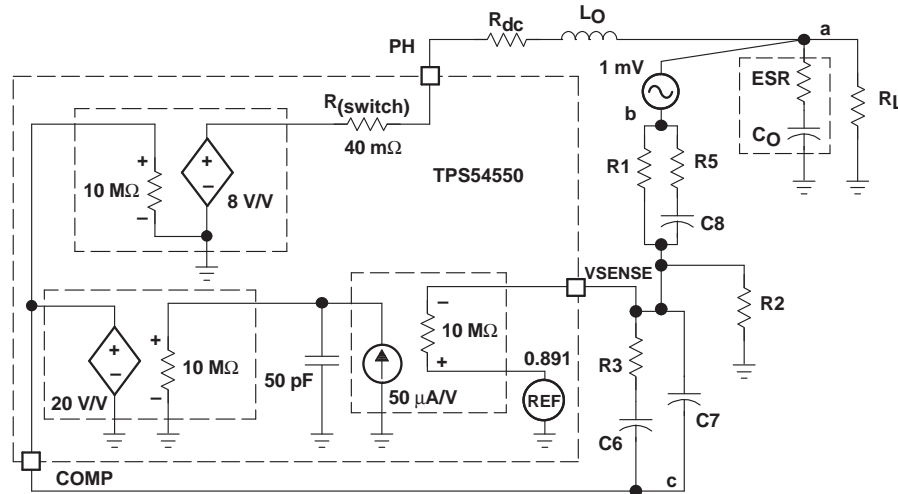 LO
Rdc
a
PH
1 mV
ESR
RL
R(switch)
b
CO
40 mΩ
R1
R5
TPS54550
+
10 MΩ
–
+
–
8 V/V
C8
VSENSE
R2
+
–
20 V/V
+
10 MΩ
–
50 pF
50 μA/V
–
10 MΩ
+
0.891
REF
R3
C6
C7
COMP
c